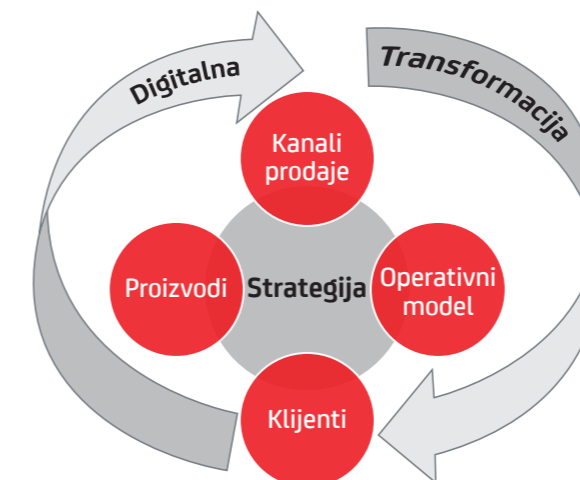 Digitalna
Transformacija
Kanali
prodaje
Proizvodi
Strategija
Operativni
model
Klijenti